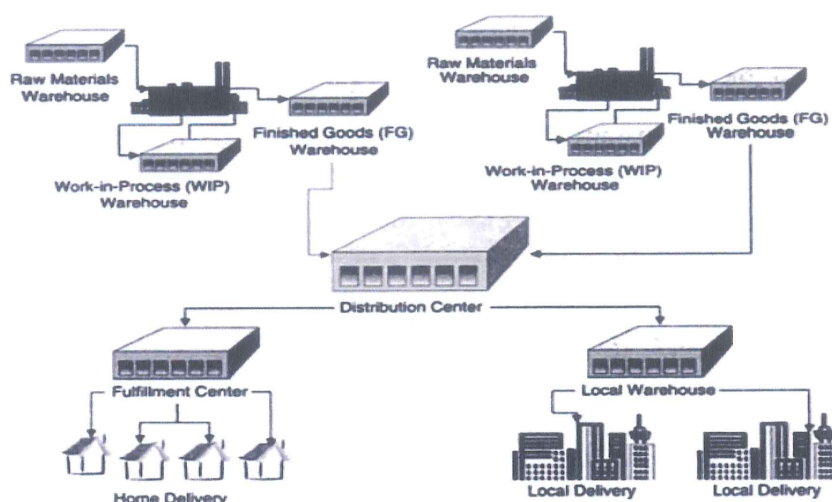 Raw Materials
Warehouse
Finished Goods (FG)
Warehouse
Work-in-Process (WIP)
Warehouse
Raw Materials
Warehouse
Finished Goods (FG)
Warehouse
Work-in-Process (WIP)
Warehouse
Distribution Center
Fulfillment Center
Local Warehouse
Home Delivery
Local Delivery
Local Delivery